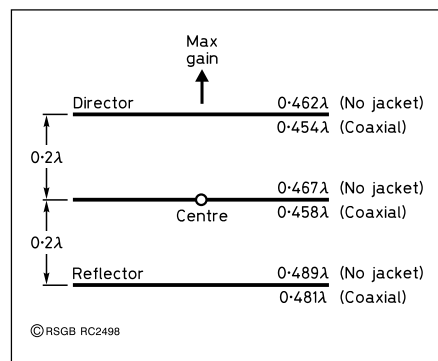 Max
gain
Director 0·462λ (No jacket)
0·454λ (Coaxial)
0·2λ
0·467λ (No jacket)
Centre 0·458λ (Coaxial)
0·2λ
Reflector 0·489λ (No jacket)
0·481λ (Coaxial)
©RSGB RC2498